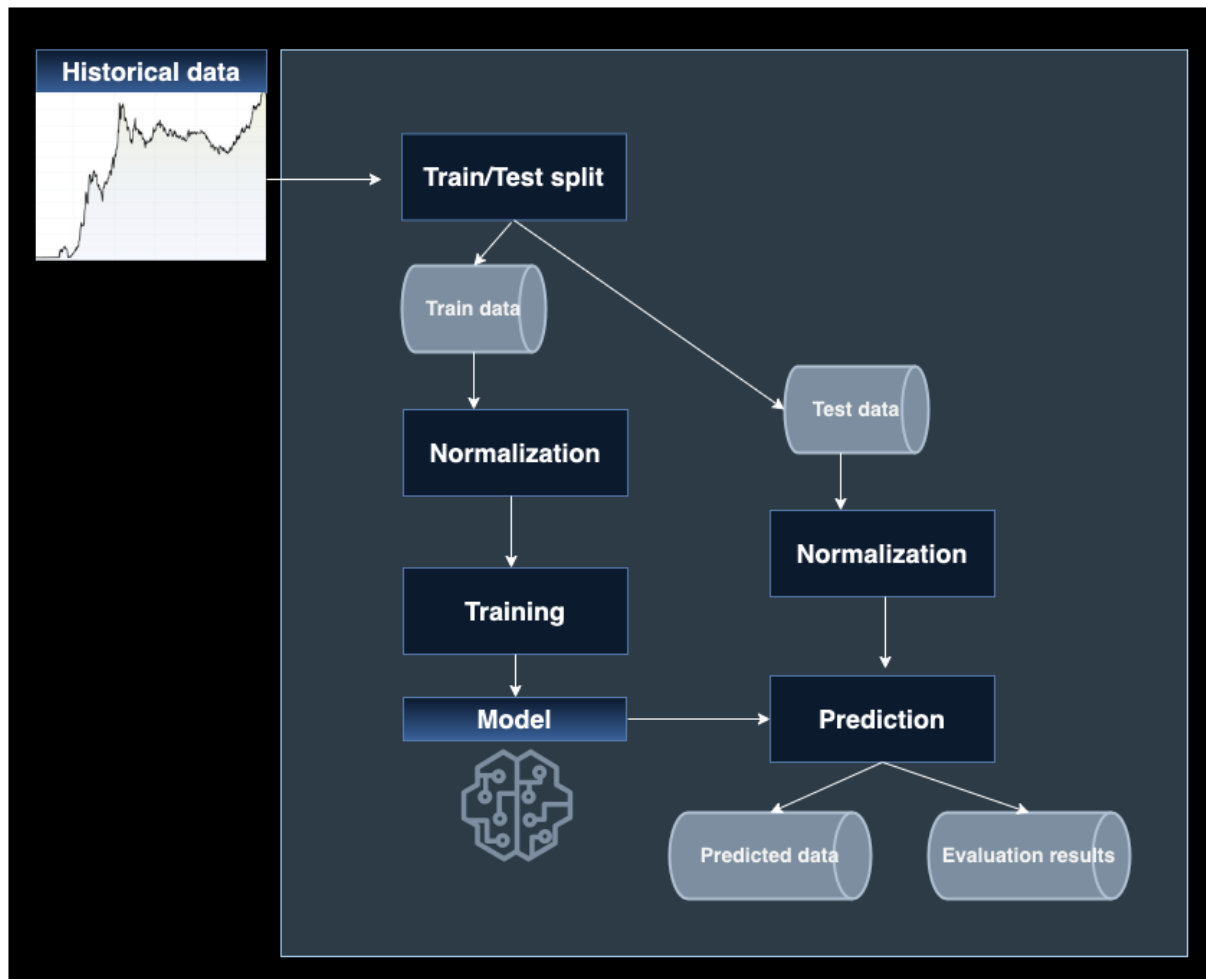 Historical data
Train/Test split
Train data
Test data
Normalization
Normalization
Training
Model
Prediction
Predicted data
Evaluation results